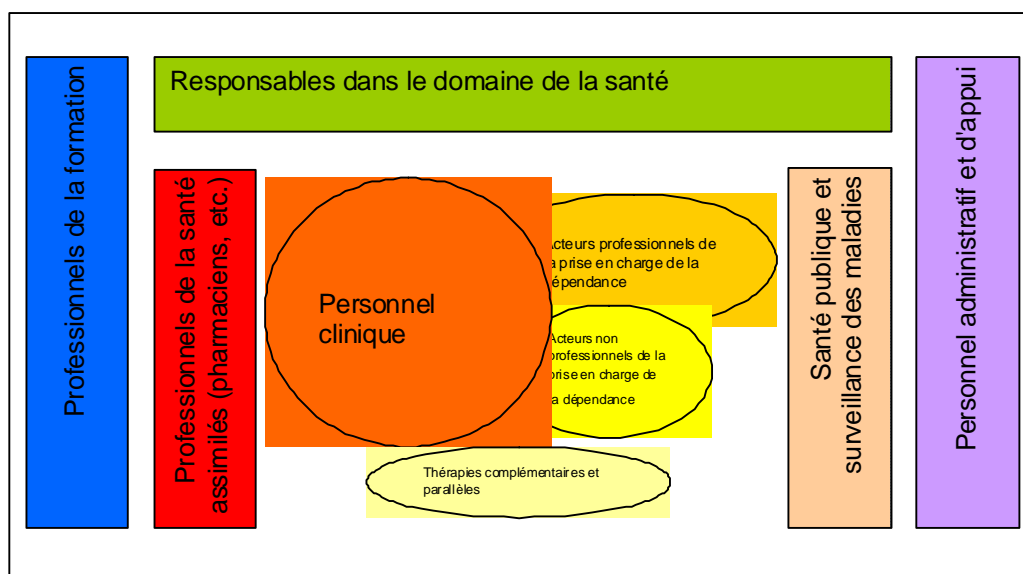 Professionnels de la formation
Responsables dans le domaine de la santé
Professionnels de la santé
assimilés (pharmaciens, etc.)
Personnel
clinique
Acteurs professionnels de
la prise en charge de la
dépendance
Acteurs non
professionnels de la
prise en charge de
la dépendance
Thérapies complémentaires et
parallèles
Santé publique et
surveillance des maladies
Personnel administratif et d'appui